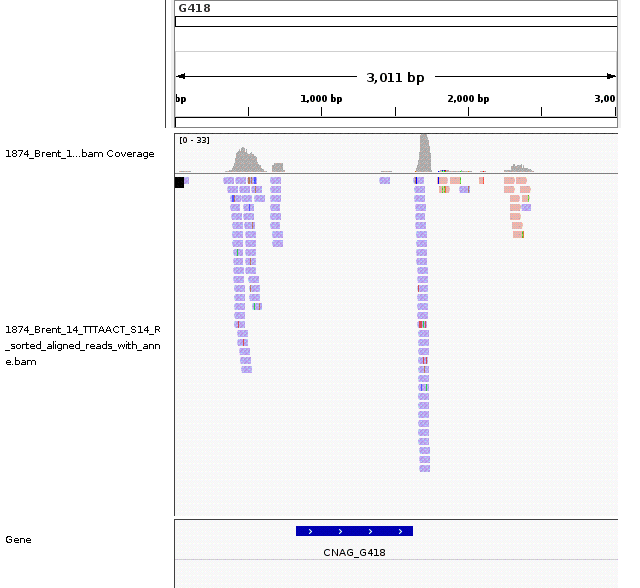 G418
3,011 bp
bp 1,000 bp 2,000 bp 3,00
[0 - 33]
1874_Brent_1...bam Coverage
1874_Brent_14_TTTAACT_S14_R
_sorted_aligned_reads_with_ann
e.bam
Gene
CNAG_G418